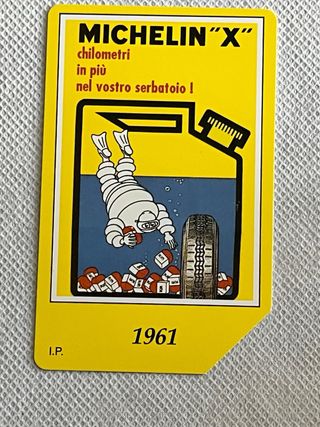 MICHELIN "X"
chilometri
in più
nel vostro serbatoio !
1961
I.P.